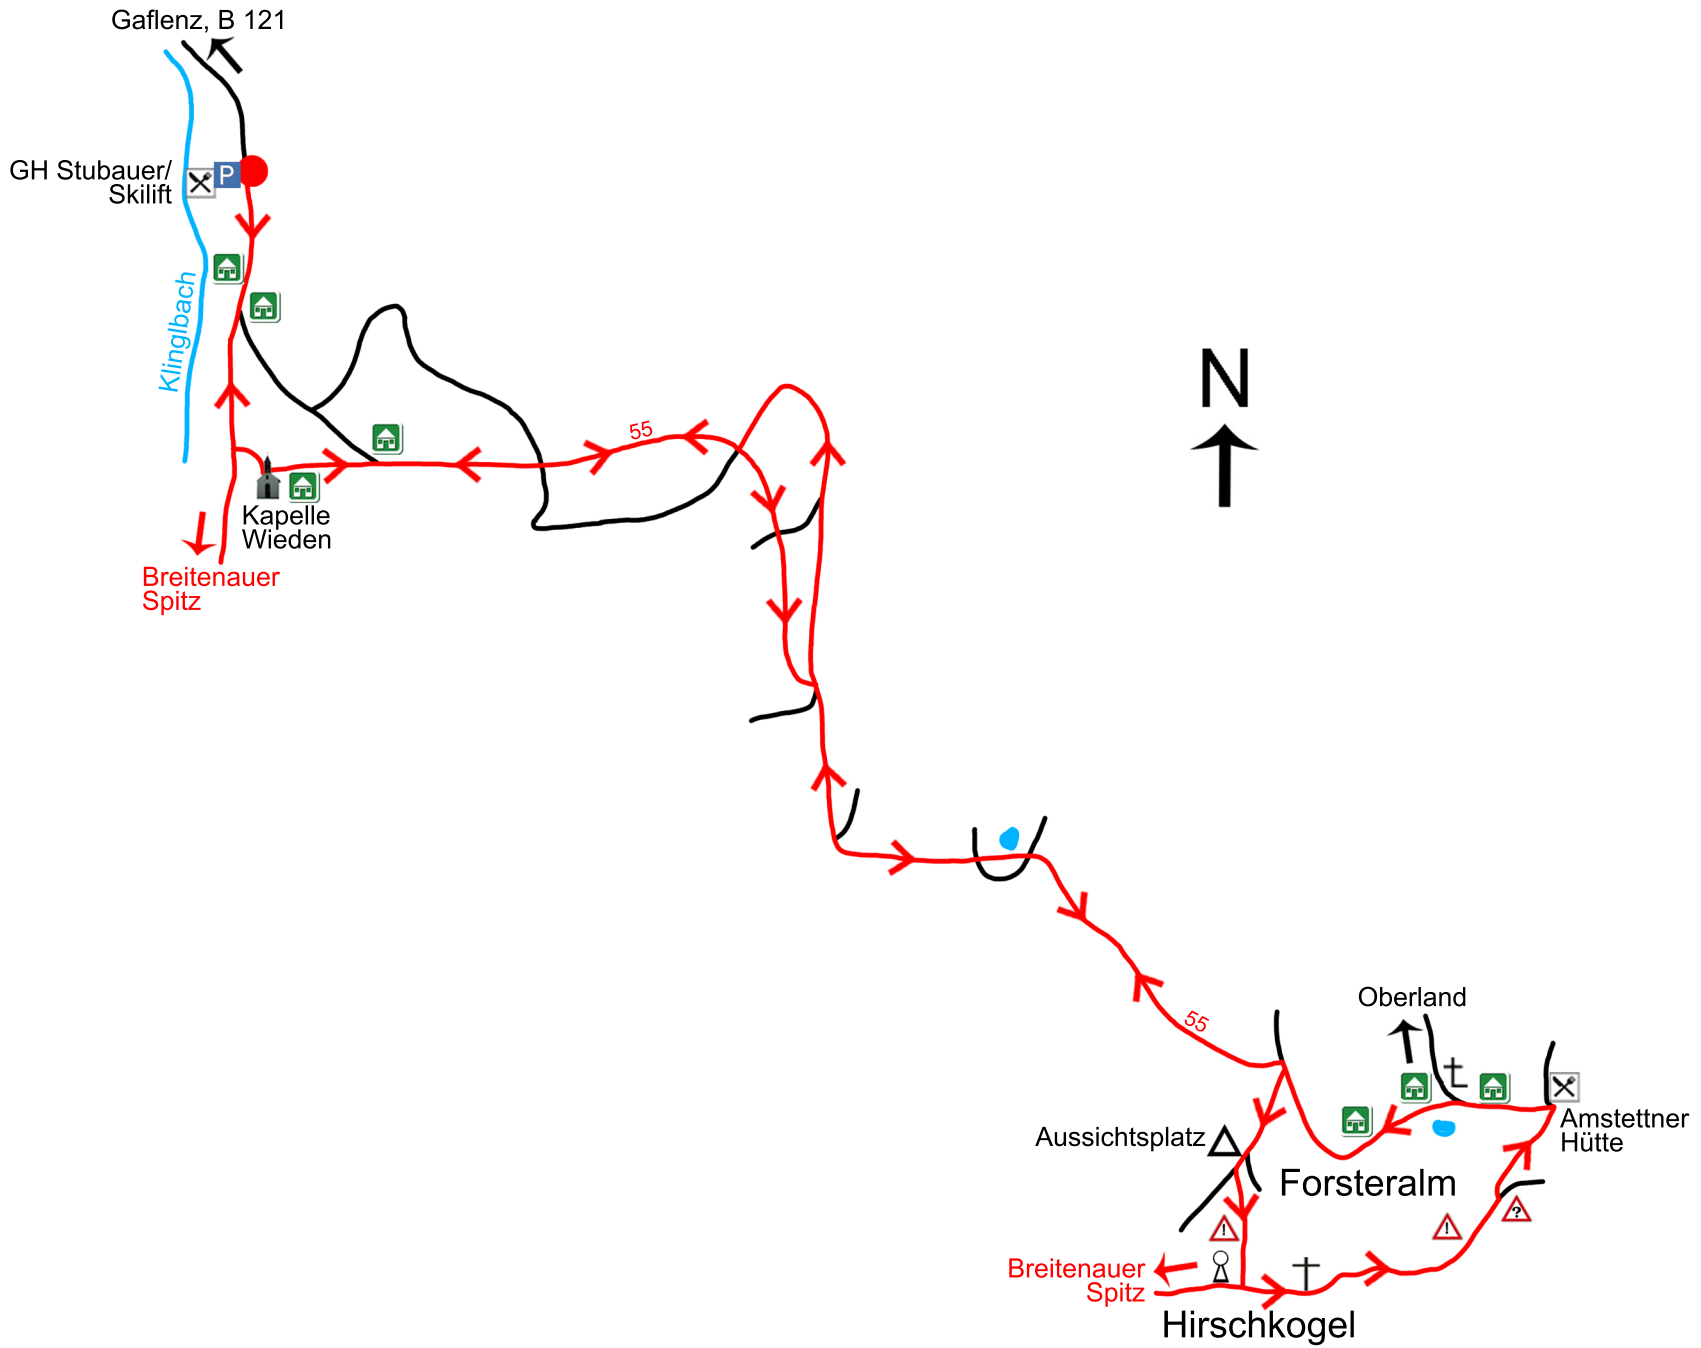 Gaflenz, B 121
GH Stubauer/
Skilift
P
Klinglbach
55
N
Kapelle
Wieden
Breitenauer
Spitz
55
Oberland
Aussichtsplatz
Amstettner
Hütte
Forsteralm
!
!
?
Breitenauer
Spitz
Hirschkogel